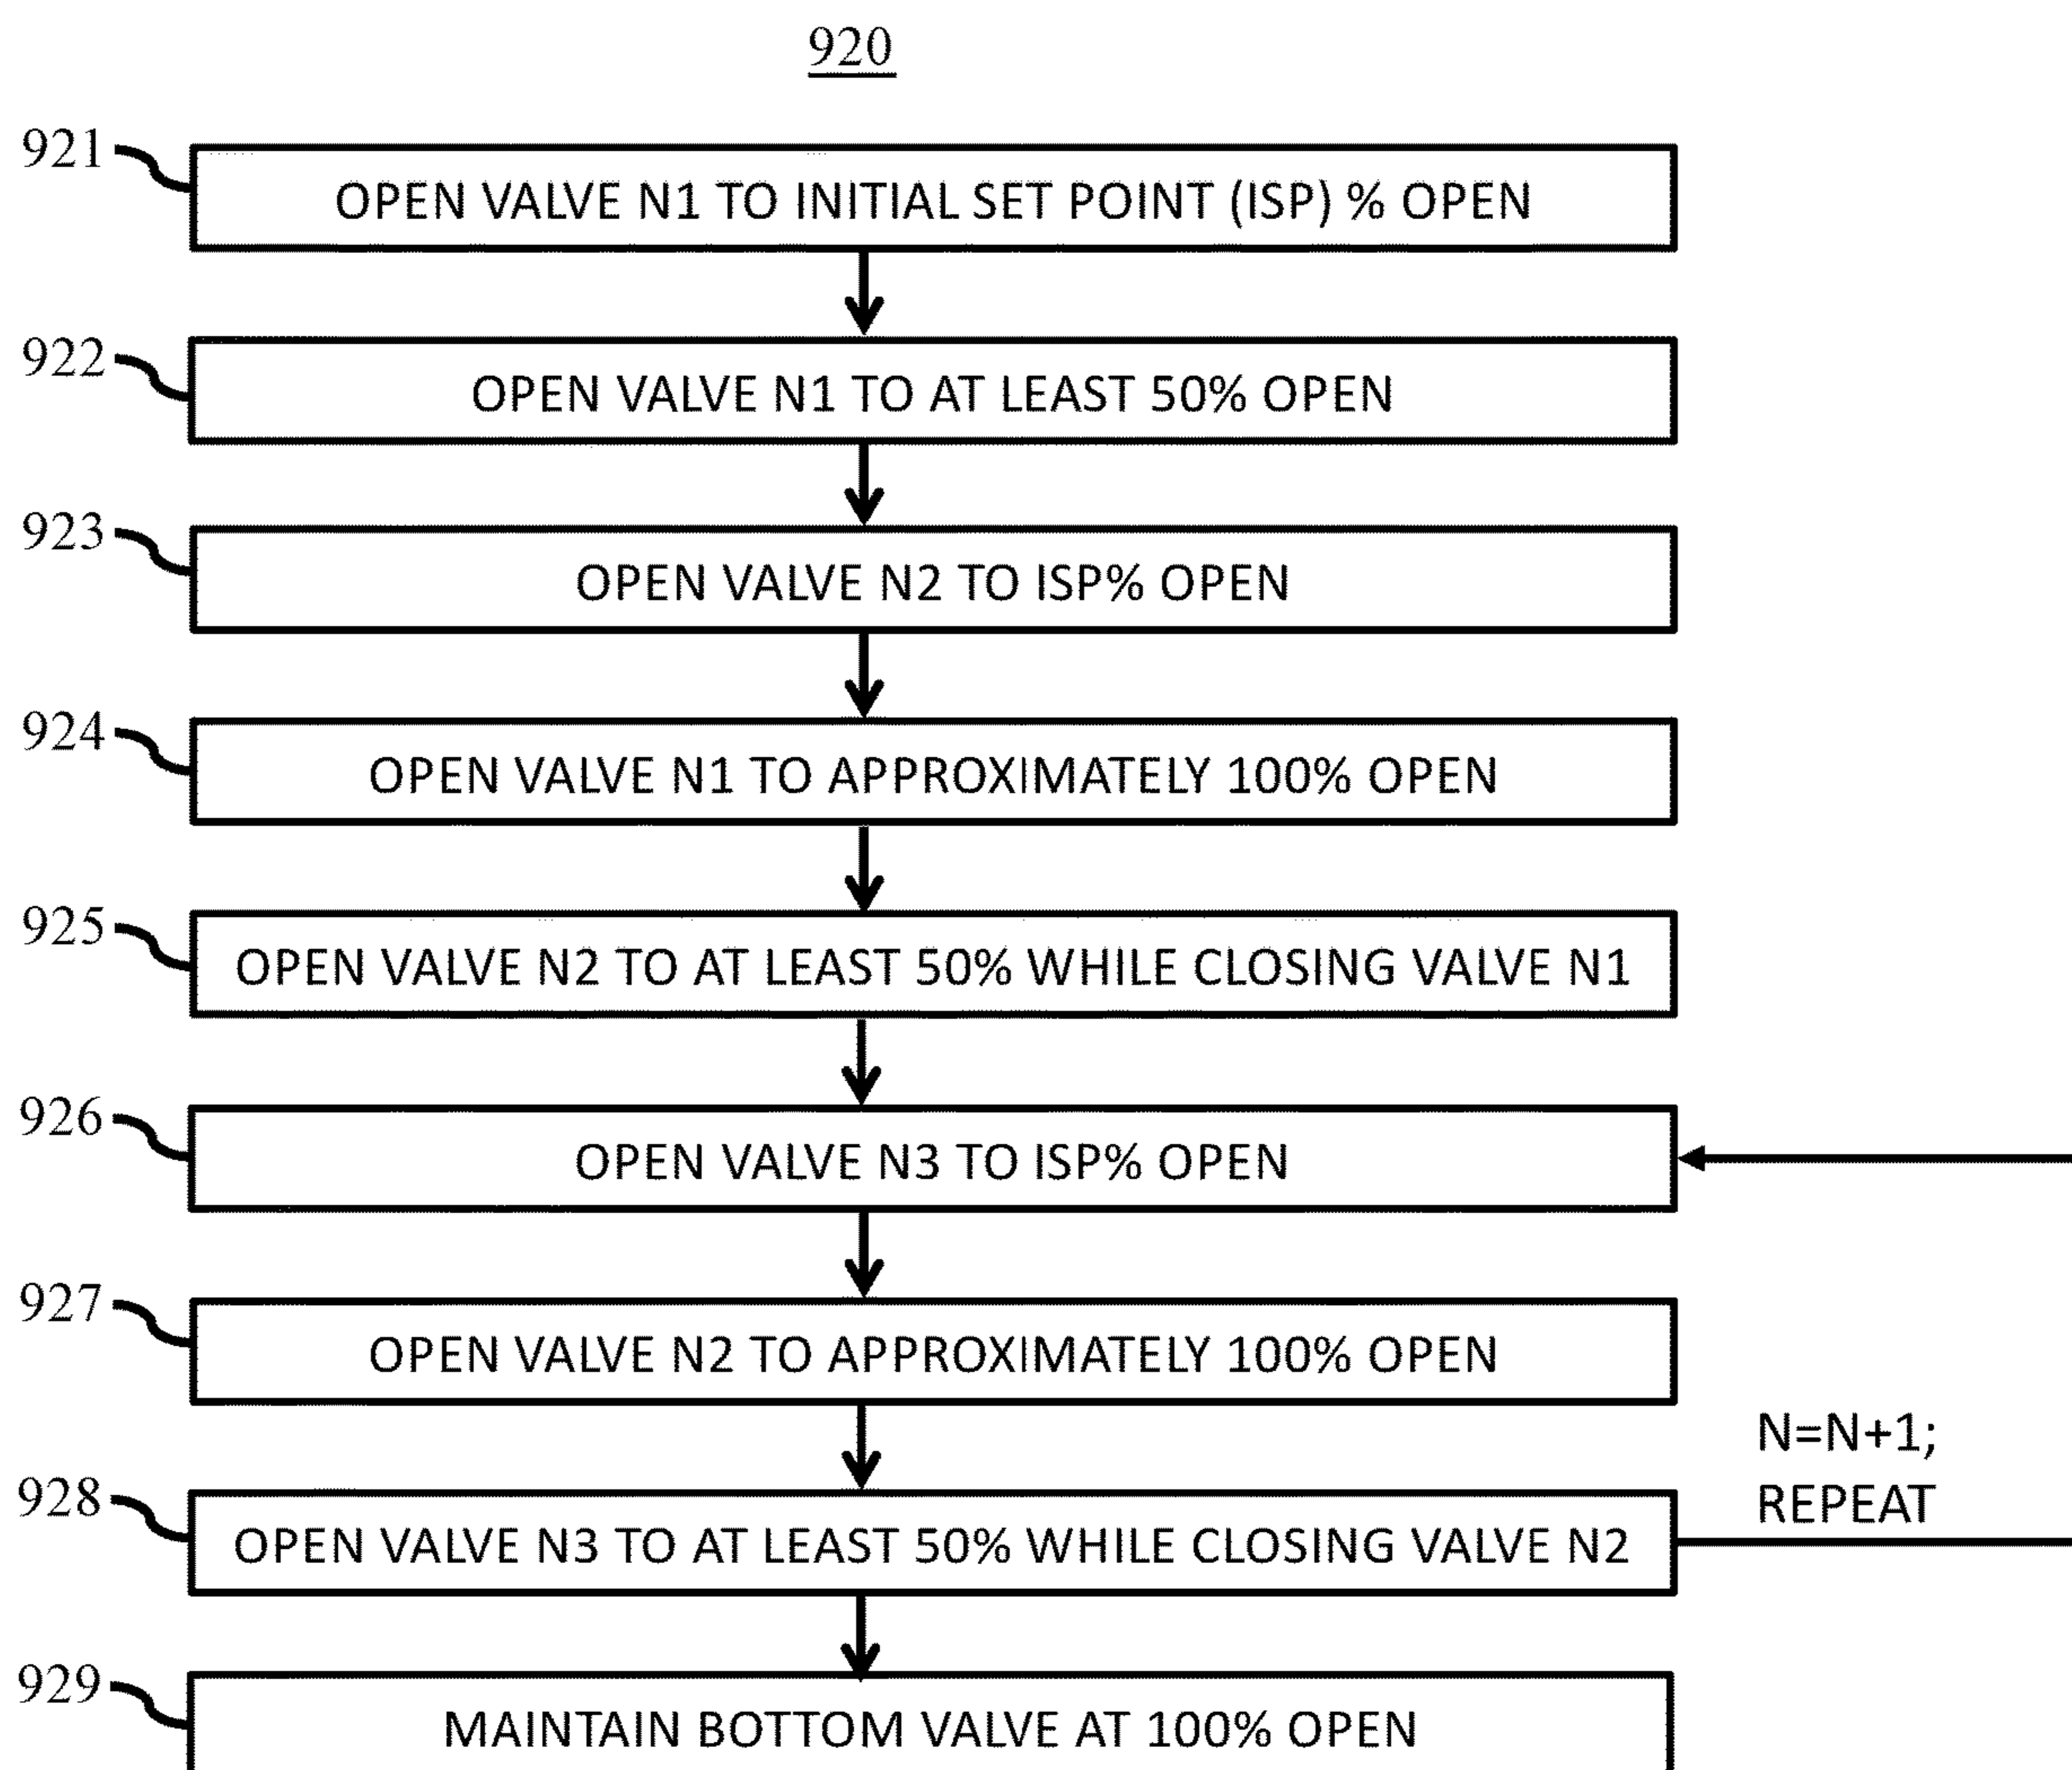 920
921
OPEN VALVE N1 TO INITIAL SET POINT (ISP) % OPEN
922
OPEN VALVE N1 TO AT LEAST 50% OPEN
923
OPEN VALVE N2 TO ISP% OPEN
924
OPEN VALVE N1 TO APPROXIMATELY 100% OPEN
925
OPEN VALVE N2 TO AT LEAST 50% WHILE CLOSING VALVE N1
926
OPEN VALVE N3 TO ISP% OPEN
927
OPEN VALVE N2 TO APPROXIMATELY 100% OPEN
N=N+1;
REPEAT
928
OPEN VALVE N3 TO AT LEAST 50% WHILE CLOSING VALVE N2
929
MAINTAIN BOTTOM VALVE AT 100% OPEN